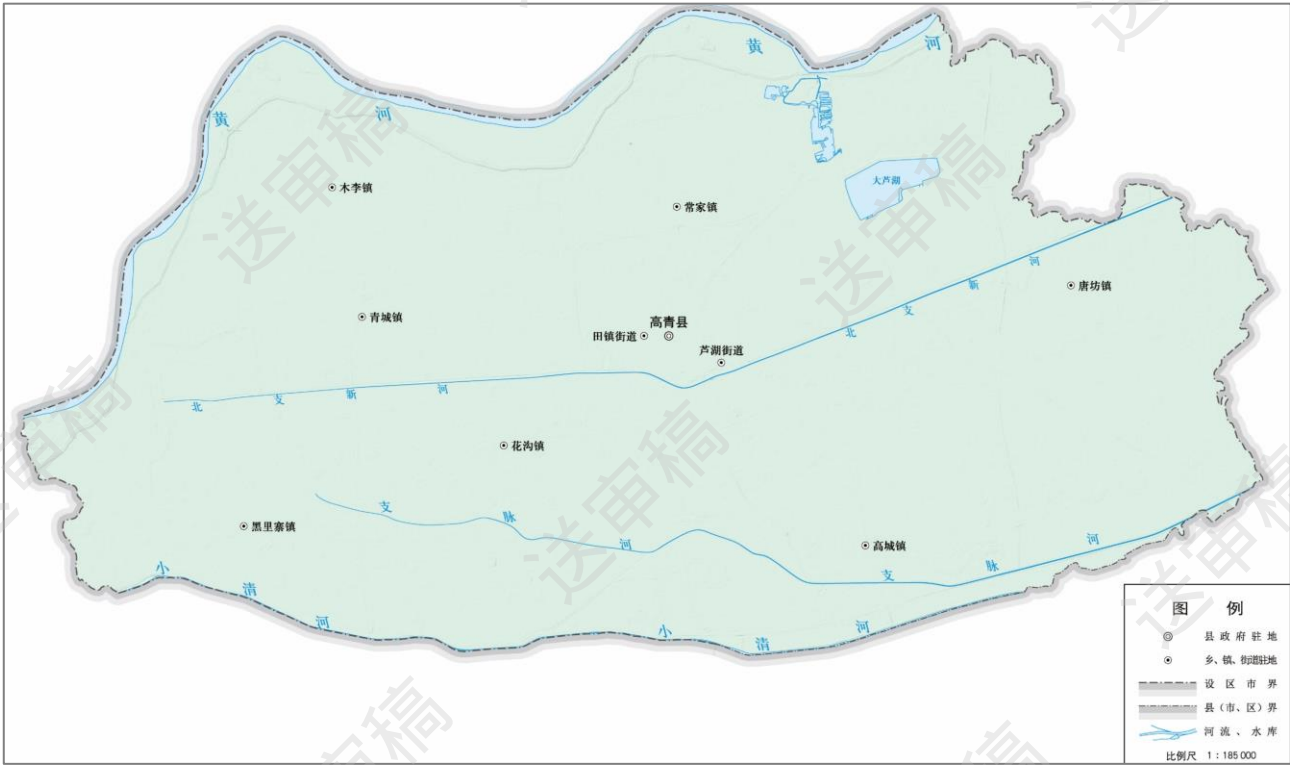 黄河
黄河
大芦湖
木李镇
常家镇
唐坊镇
青城镇
高青县
田镇街道
芦湖街道
北支新河
北支新河
花沟镇
支脉河
黑里寨镇
高城镇
支脉河
小清河
小清河
图例
县政府驻地
乡、镇、街道驻地
设区市界
县(市、区)界
河流、水库
比例尺 1:185 000
送审稿
送审稿
送审稿
送审稿
送审稿
送审稿